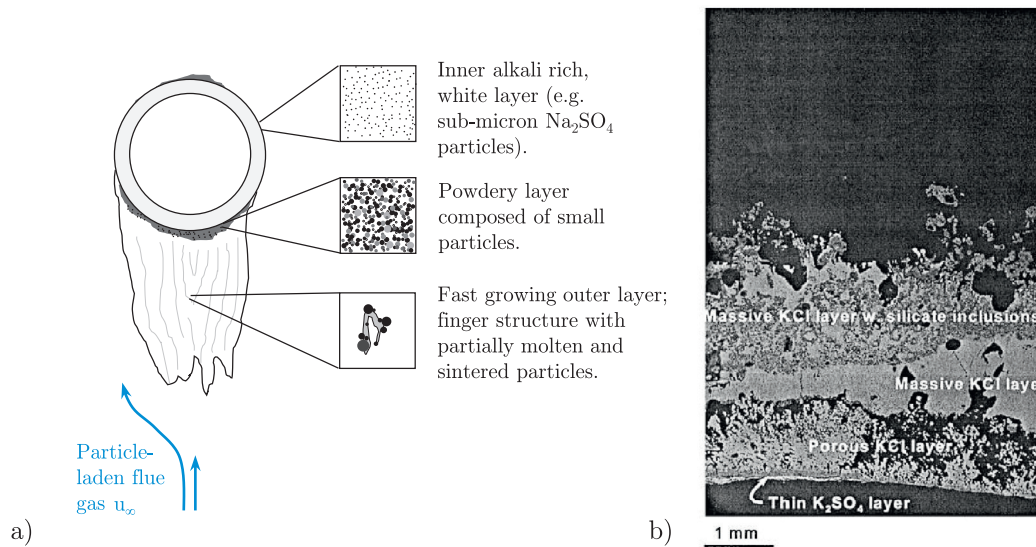 Inner alkali rich,
white layer (e.g.
sub-micron Na₂SO₄
particles).
Powdery layer
composed of small
particles.
Fast growing outer layer;
finger structure with
partially molten and
sintered particles.
Particle-
laden flue
gas u∞
a)
Massive KCl layer w. silicate inclusions
Massive KCl laye
Porous KCl layer
Thin K₂SO₄ layer
b)
1 mm